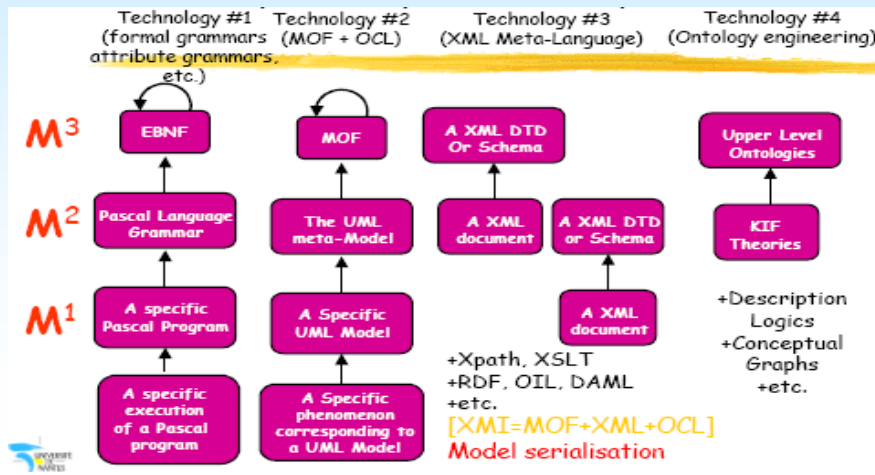 Technology #1
(formal grammars
attribute grammars,
etc.)
Technology #2
(MOF + OCL)
Technology #3
(XML Meta-Language)
Technology #4
(Ontology engineering)
M3
EBNF
MOF
A XML DTD
Or Schema
Upper Level
Ontologies
M2
Pascal Language
Grammar
The UML
meta-Model
A XML
document
A XML DTD
or Schema
KIF
Theories
M1
A specific
Pascal Program
A Specific
UML Model
A XML
document
+Description
Logics
+Conceptual
Graphs
+etc.
A specific
execution
of a Pascal
program
A Specific
phenomenon
corresponding to
a UML Model
+Xpath, XSLT
+RDF, OIL, DAML
+etc.
[XMI=MOF+XML+OCL]
Model serialisation
UNIVERSITE
DE
NANTES